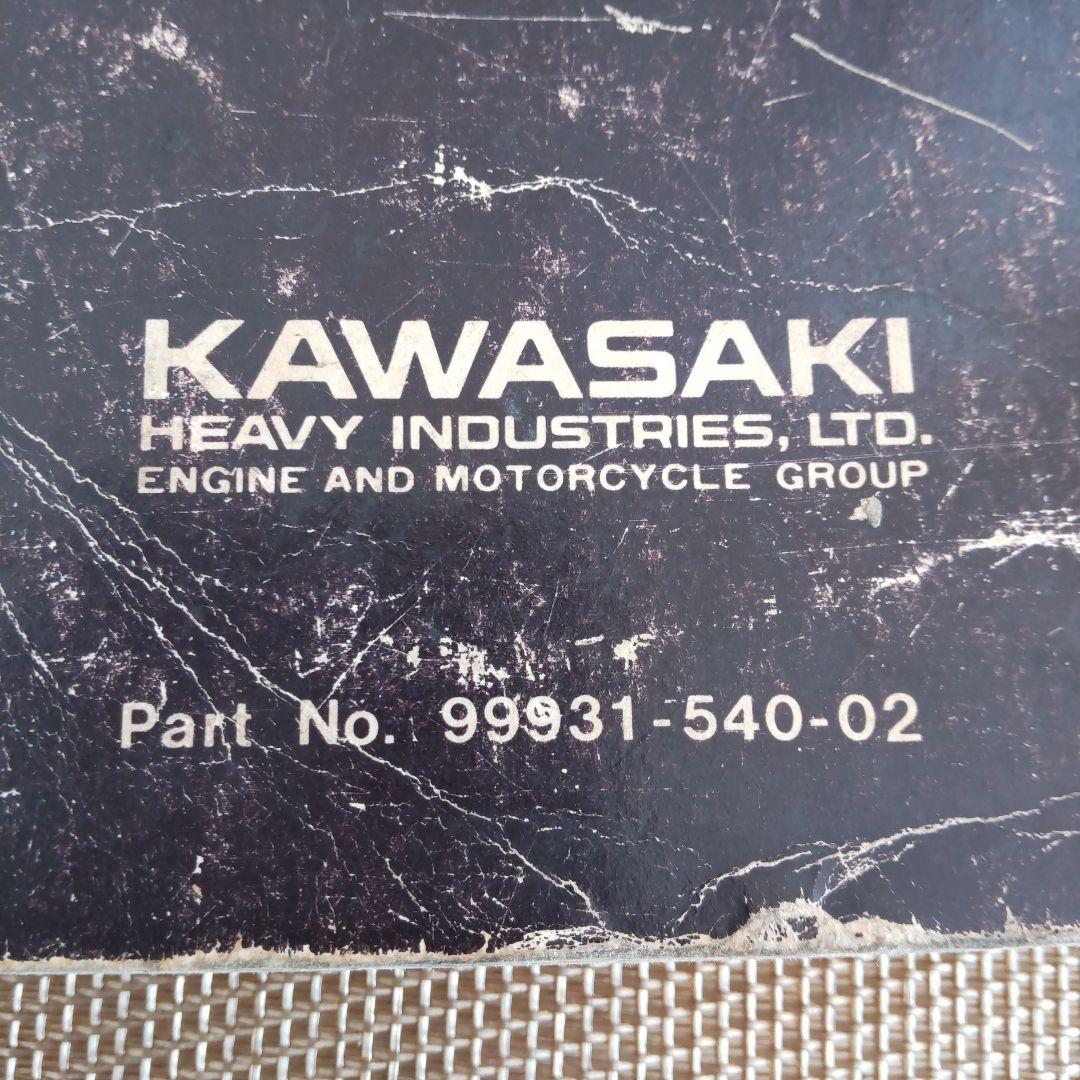 KAWASAKI
HEAVY INDUSTRIES, LTD.
ENGINE AND MOTORCYCLE GROUP
Part No. 99931-540-02